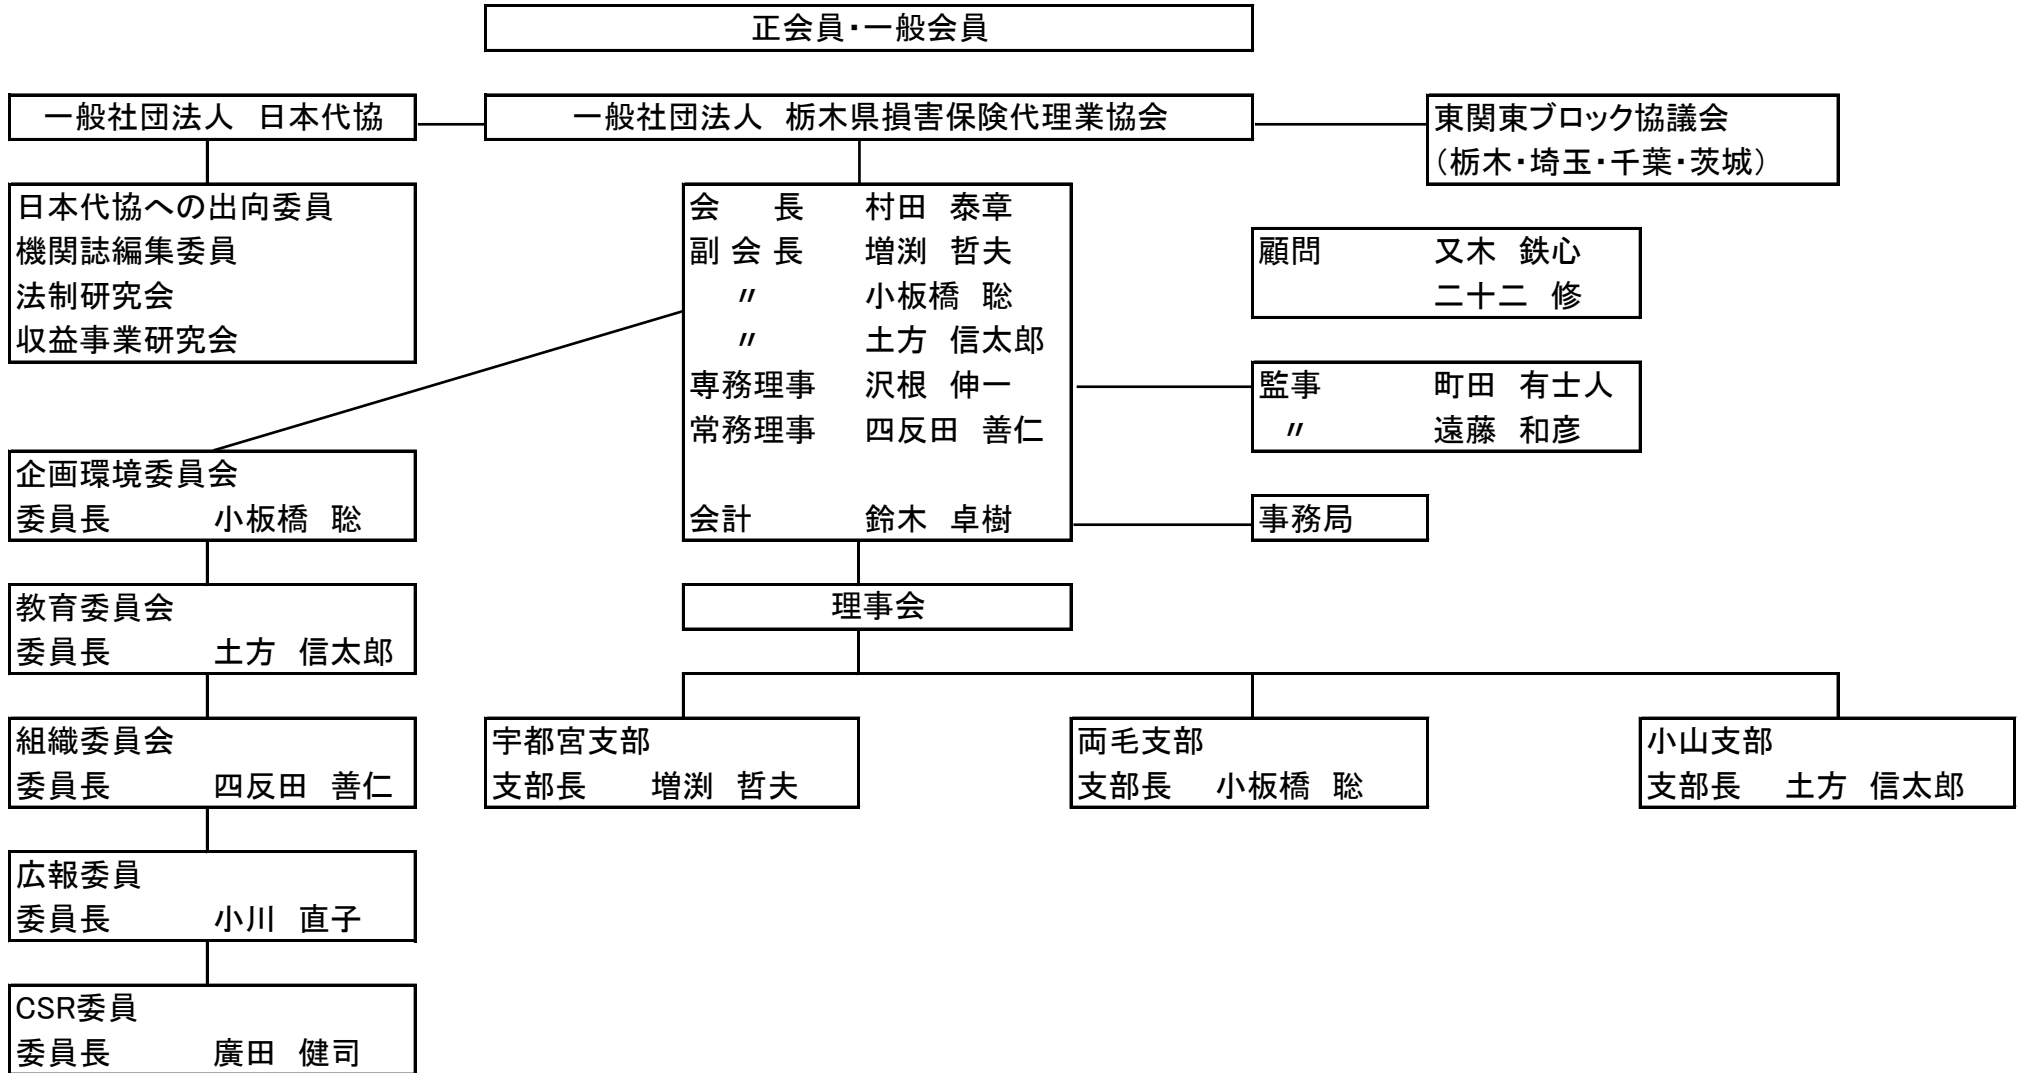 正会員・一般会員
一般社団法人　日本代協
一般社団法人　栃木県損害保険代理業協会
東関東ブロック協議会
（栃木・埼玉・千葉・茨城）
日本代協への出向委員
機関誌編集委員
法制研究会
収益事業研究会
会　長　村田　泰章
副会長　増渕　哲夫
〃　小板橋　聡
〃　土方　信太郎
専務理事　沢根　伸一
常務理事　四反田　善仁
会計　鈴木　卓樹
顧問　又木　鉄心
二十二　修
監事　町田　有士人
〃　遠藤　和彦
事務局
企画環境委員会
委員長　小板橋　聡
教育委員会
委員長　土方　信太郎
組織委員会
委員長　四反田　善仁
広報委員
委員長　小川　直子
CSR委員
委員長　廣田　健司
理事会
宇都宮支部
支部長　増渕　哲夫
両毛支部
支部長　小板橋　聡
小山支部
支部長　土方　信太郎